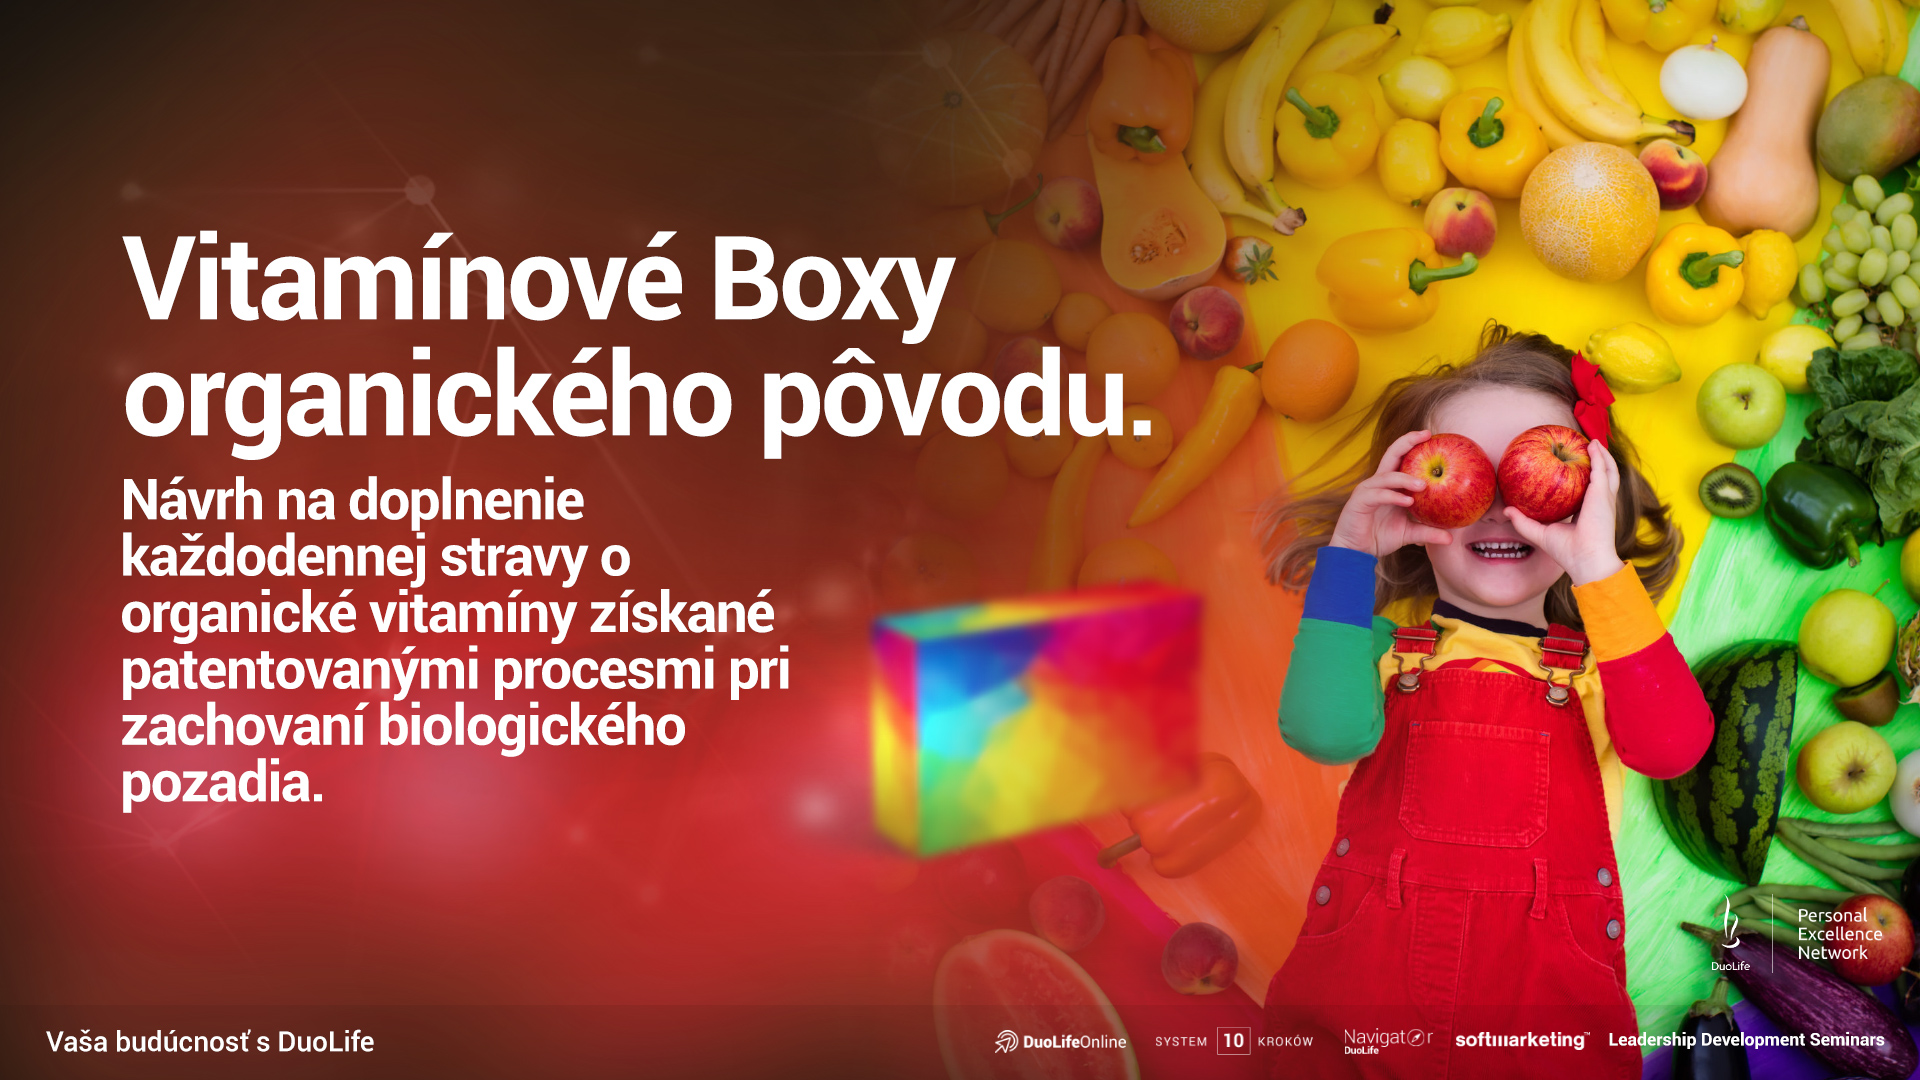 Vitamínové Boxy
organického pôvodu.
Návrh na doplnenie
každodennej stravy o
organické vitamíny získané
patentovanými procesmi pri
zachovaní biologického
pozadia.
DuoLife
Personal
Excellence
Network
Vaša budúcnosť s DuoLife
DuoLifeOnline
SYSTEM 10 KROKÓW
Navigator
DuoLife
softmarketing™
Leadership Development Seminars